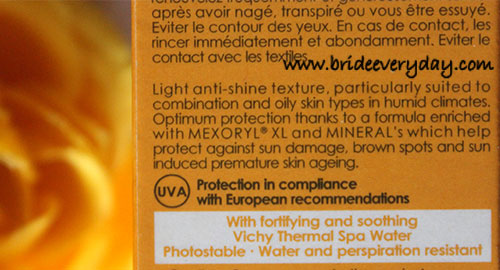 renouvelez fréquemment et généreusement
après avoir nagé, transpiré ou vous être essuyé.
Eviter le contour des yeux. En cas de contact, les
rincer immédiatement et abondamment. Eviter le
contact avec les textiles.
www.brideeveryday.com
Light anti-shine texture, particularly suited to
combination and oily skin types in humid climates.
Optimum protection thanks to a formula enriched
with MEXORYL® XL and MINERAL's which help
protect against sun damage, brown spots and sun
induced premature skin ageing.
UVA Protection in compliance
with European recommendations
With fortifying and soothing
Vichy Thermal Spa Water
Photostable · Water and perspiration resistant